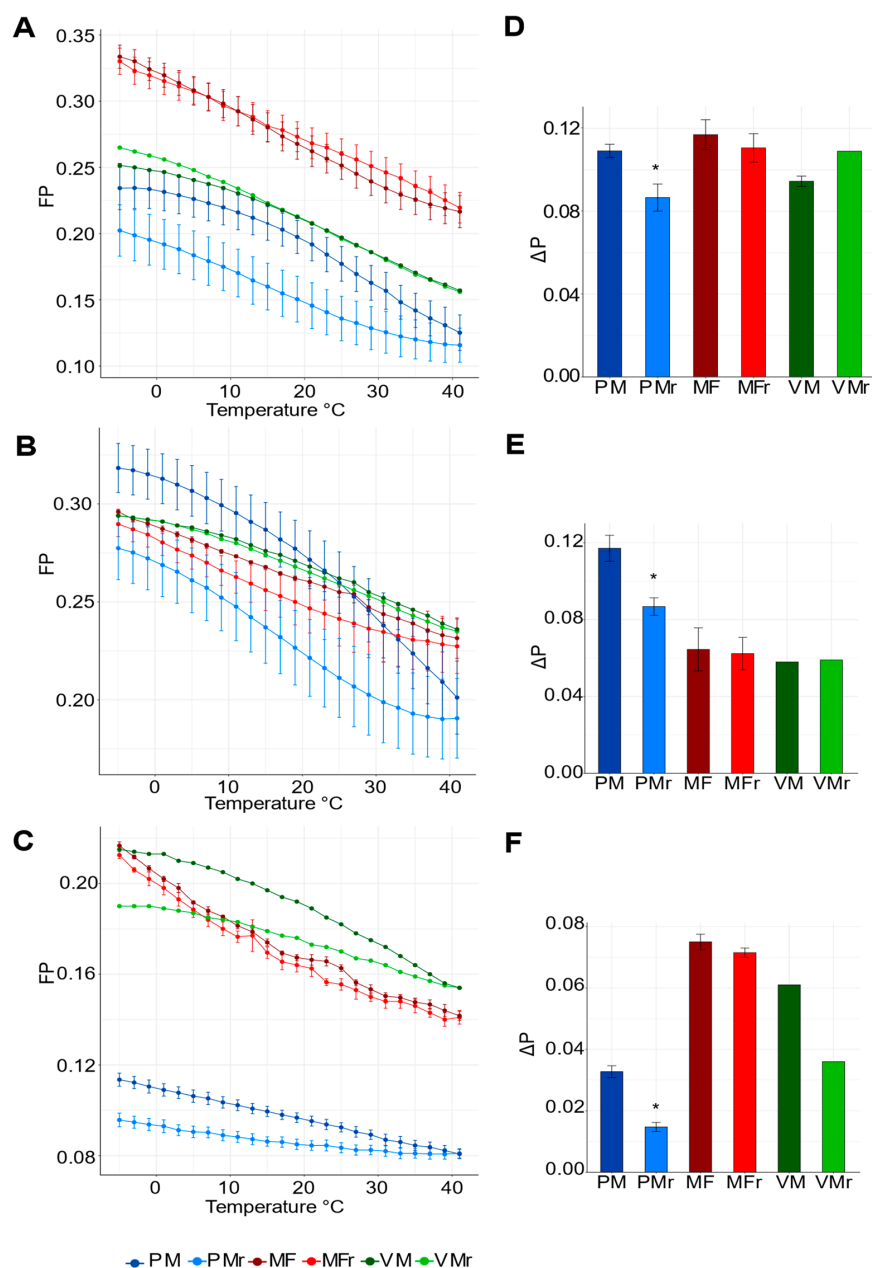 A
0.35
0.30
0.25
0.20
0.15
0.10
FP
0 10 20 30 40
Temperature °C
D
0.12
0.08
0.04
0.00
ΔP
*
PM PMr MF MFr VM VMr
B
0.30
0.25
0.20
FP
0 10 20 30 40
Temperature °C
E
0.12
0.08
0.04
0.00
ΔP
*
PM PMr MF MFr VM VMr
C
0.20
0.16
0.12
0.08
FP
0 10 20 30 40
Temperature °C
F
0.08
0.06
0.04
0.02
0.00
ΔP
*
PM PMr MF MFr VM VMr
PM PMr MF MFr VM VMr